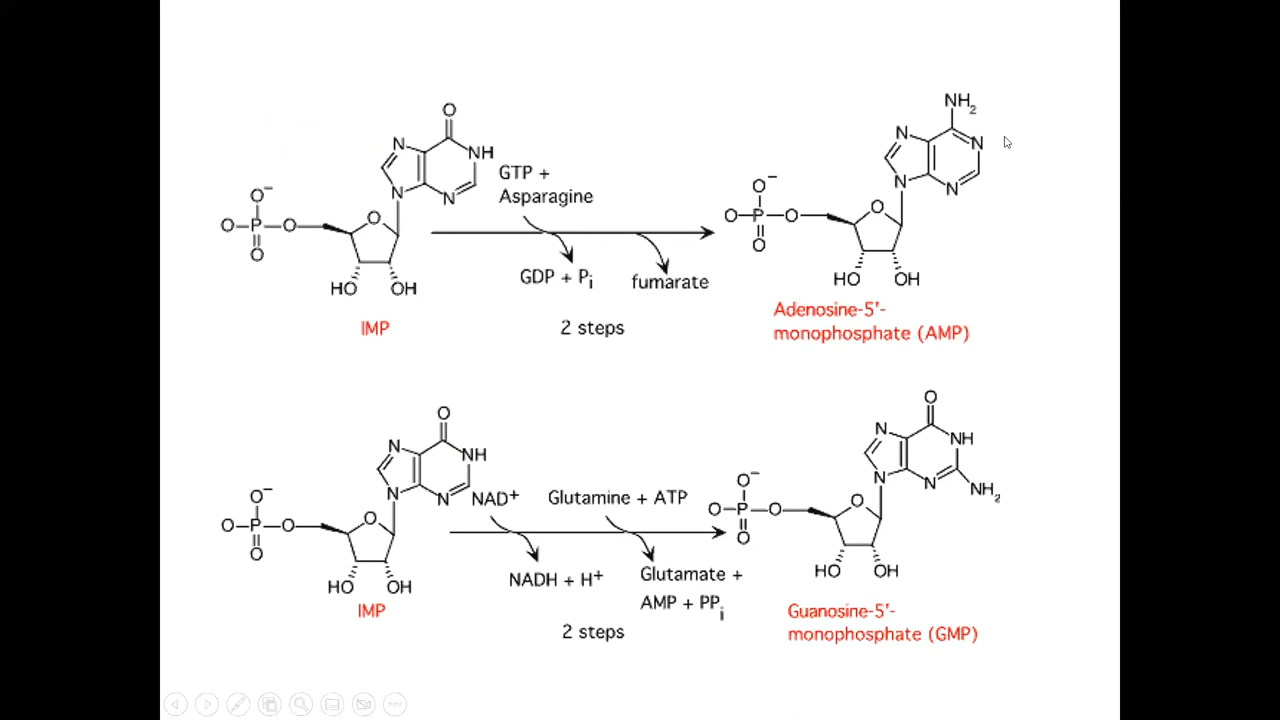 O
N
NH
N
N
GTP +
Asparagine
O⁻
O–P–O
O
O
HO OH
GDP + Pi
fumarate
IMP
2 steps
NH2
N
N
N
N
O⁻
O–P–O
O
O
HO OH
Adenosine-5'-
monophosphate (AMP)
O
N
NH
N
N
NAD+
Glutamine + ATP
O⁻
O–P–O
O
O
HO OH
NADH + H+
Glutamate +
AMP + PPi
IMP
2 steps
O
N
NH
N
N
NH2
O⁻
O–P–O
O
O
HO OH
Guanosine-5'-
monophosphate (GMP)